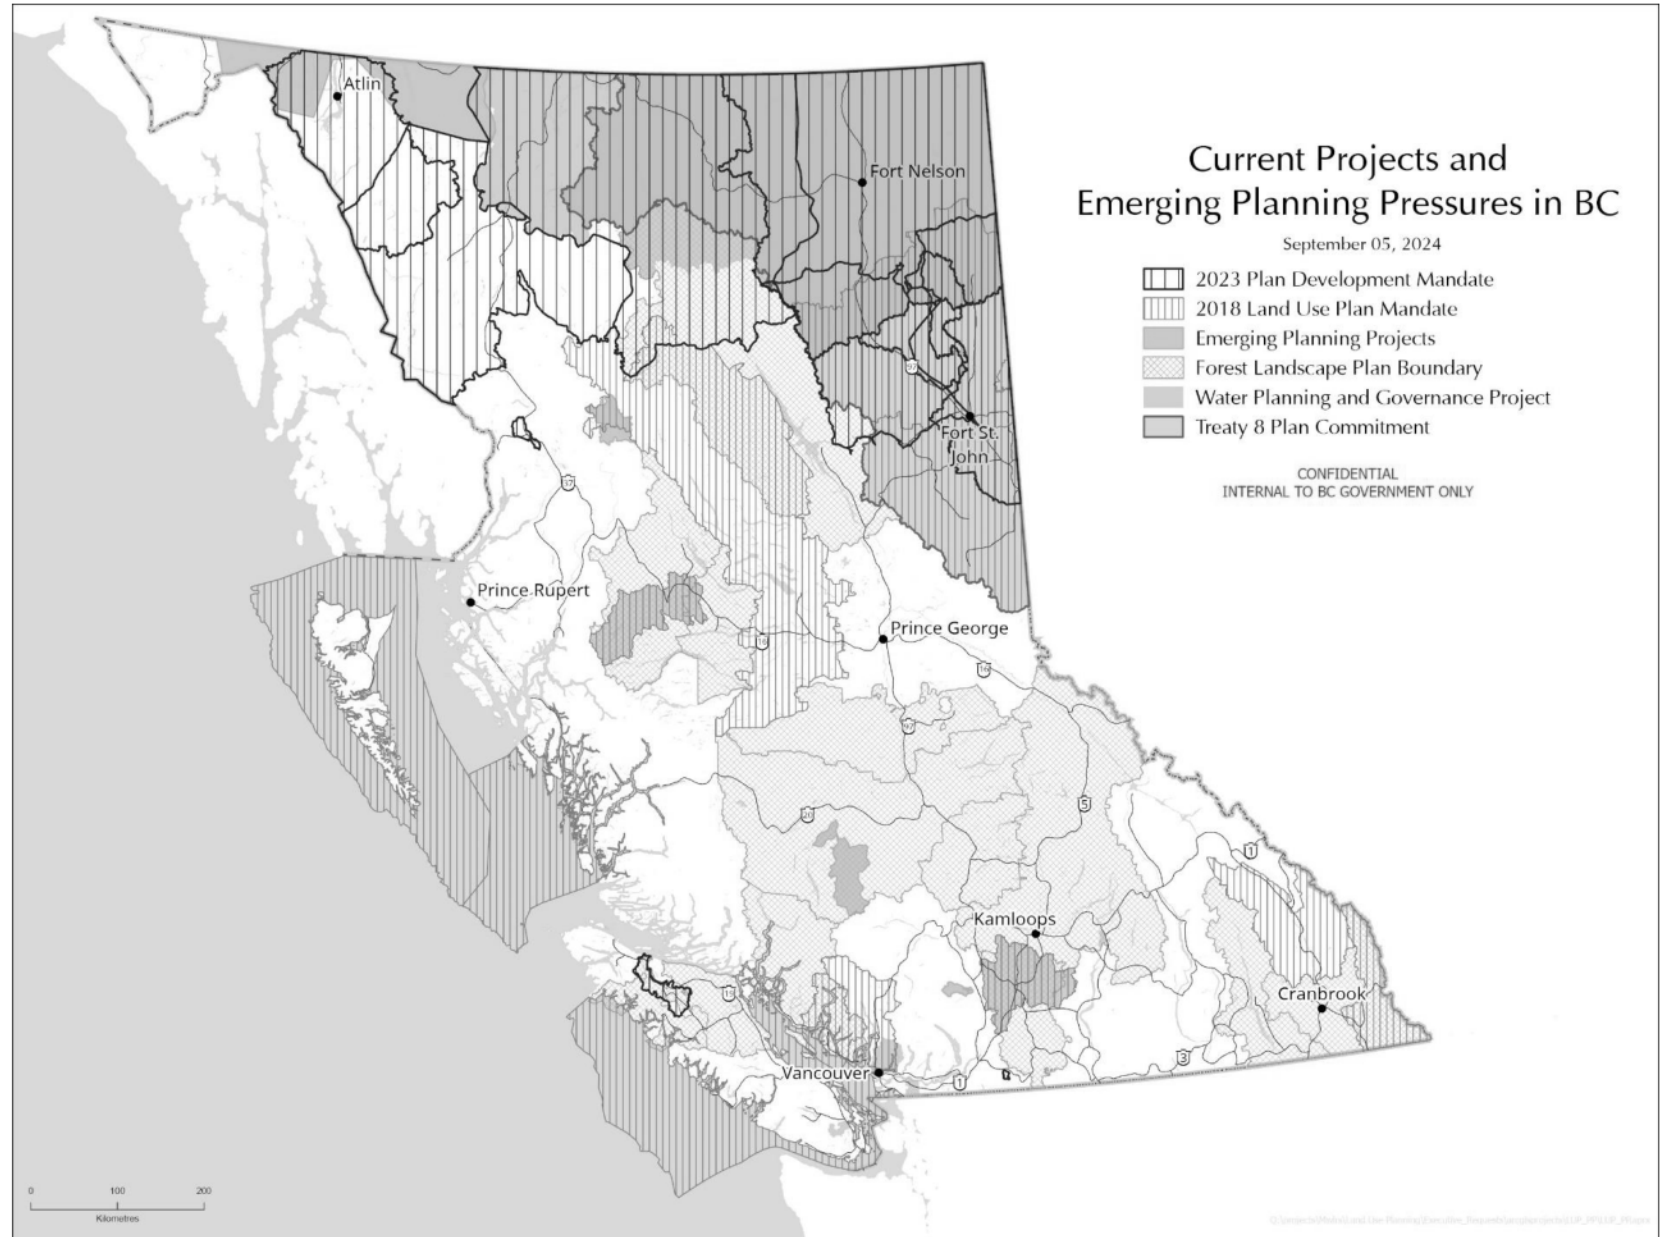 Current Projects and
Emerging Planning Pressures in BC
September 05, 2024
2023 Plan Development Mandate
2018 Land Use Plan Mandate
Emerging Planning Projects
Forest Landscape Plan Boundary
Water Planning and Governance Project
Treaty 8 Plan Commitment
CONFIDENTIAL
INTERNAL TO BC GOVERNMENT ONLY
Atlin
Fort Nelson
97
Fort St.
John
37
Prince Rupert
16
Prince George
16
97
20
5
1
Kamloops
19
Cranbrook
3
Vancouver
1
0 100 200
Kilometres